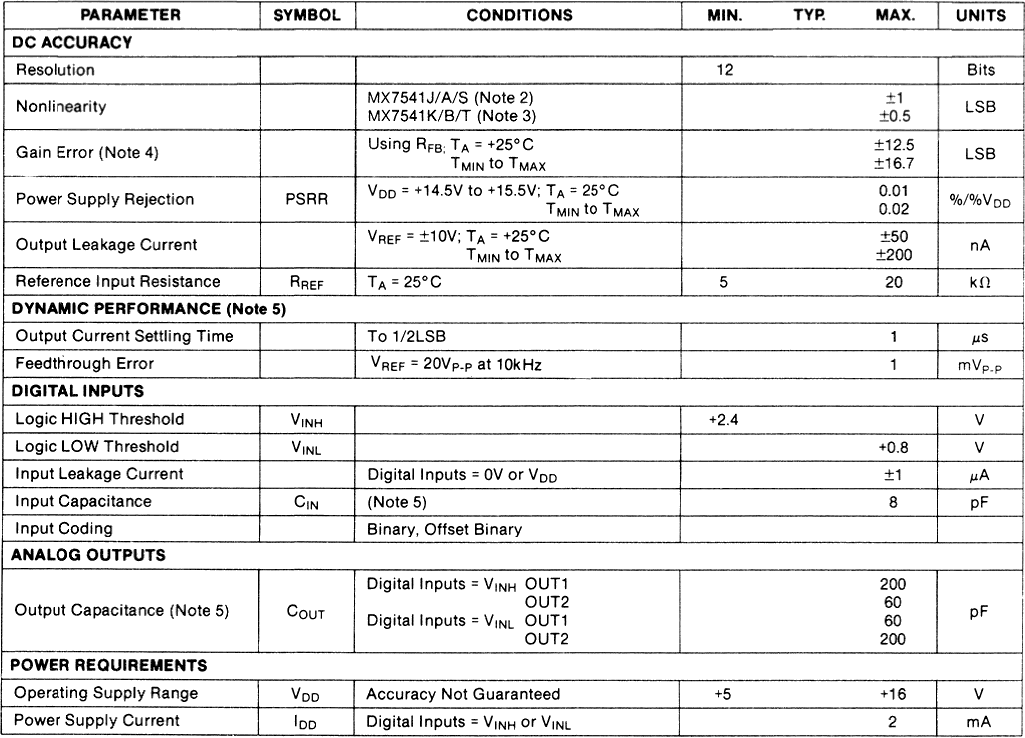 PARAMETER SYMBOL CONDITIONS MIN. TYP. MAX. UNITS
DC ACCURACY
Resolution 12 Bits
Nonlinearity MX7541J/A/S (Note 2) ±1 LSB
MX7541K/B/T (Note 3) ±0.5
Gain Error (Note 4) Using RFB; TA = +25°C ±12.5 LSB
TMIN to TMAX ±16.7
Power Supply Rejection PSRR VDD = +14.5V to +15.5V; TA = 25°C 0.01 %/%VDD
TMIN to TMAX 0.02
Output Leakage Current VREF = ±10V; TA = +25°C ±50 nA
TMIN to TMAX ±200
Reference Input Resistance RREF TA = 25°C 5 20 kΩ
DYNAMIC PERFORMANCE (Note 5)
Output Current Settling Time To 1/2LSB 1 μs
Feedthrough Error VREF = 20VP-P at 10kHz 1 mVP-P
DIGITAL INPUTS
Logic HIGH Threshold VINH +2.4 V
Logic LOW Threshold VINL +0.8 V
Input Leakage Current Digital Inputs = 0V or VDD ±1 μA
Input Capacitance CIN (Note 5) 8 pF
Input Coding Binary, Offset Binary
ANALOG OUTPUTS
Output Capacitance (Note 5) COUT Digital Inputs = VINH OUT1 200 pF
OUT2 60
Digital Inputs = VINL OUT1 60
OUT2 200
POWER REQUIREMENTS
Operating Supply Range VDD Accuracy Not Guaranteed +5 +16 V
Power Supply Current IDD Digital Inputs = VINH or VINL 2 mA